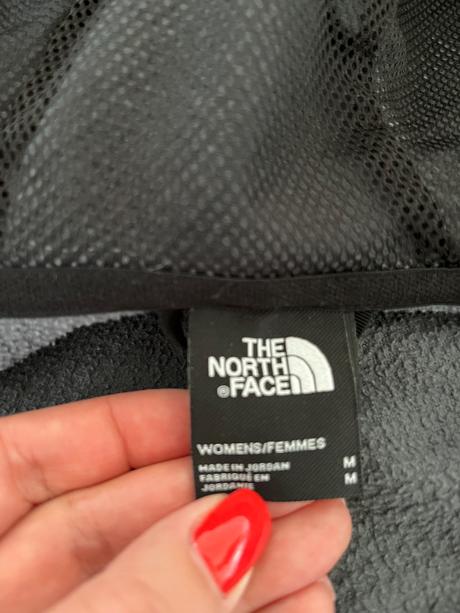 THE
NORTH
®FACE
WOMENS/FEMMES
MADE IN JORDAN M
FABRIQUÉ EN M
JORDANIE